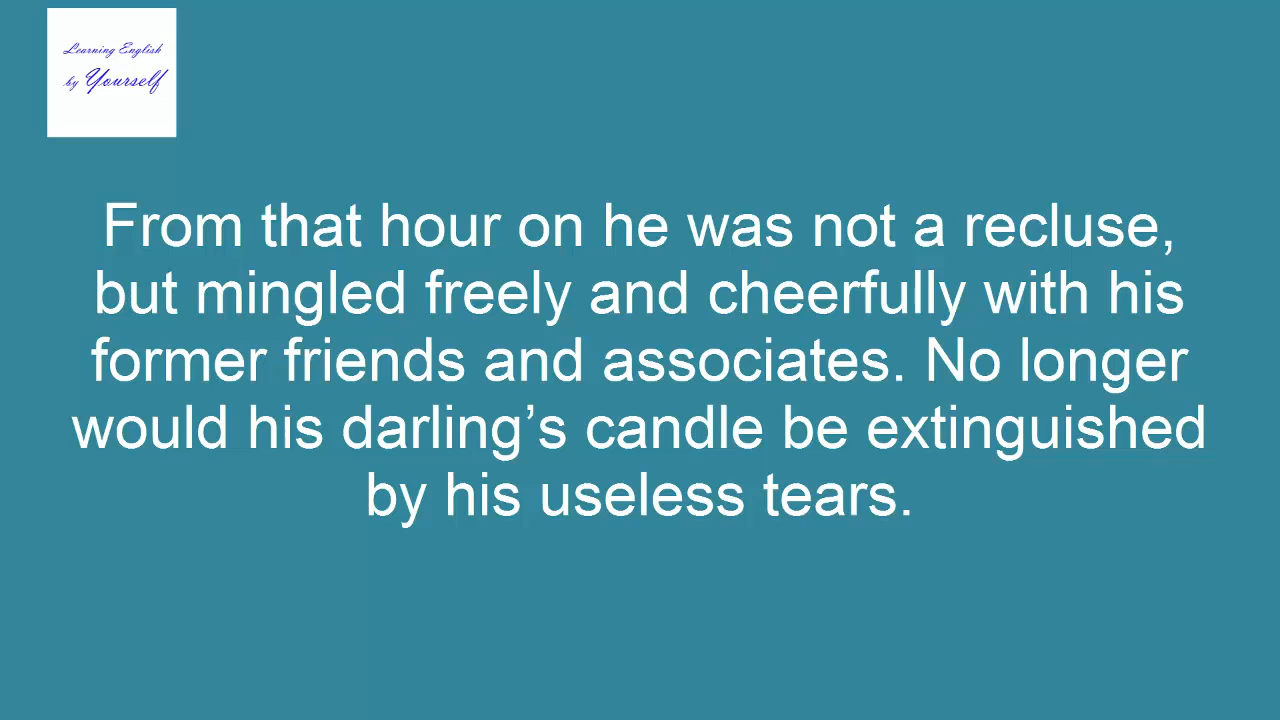 Learning English
by Yourself
From that hour on he was not a recluse,
but mingled freely and cheerfully with his
former friends and associates. No longer
would his darling’s candle be extinguished
by his useless tears.